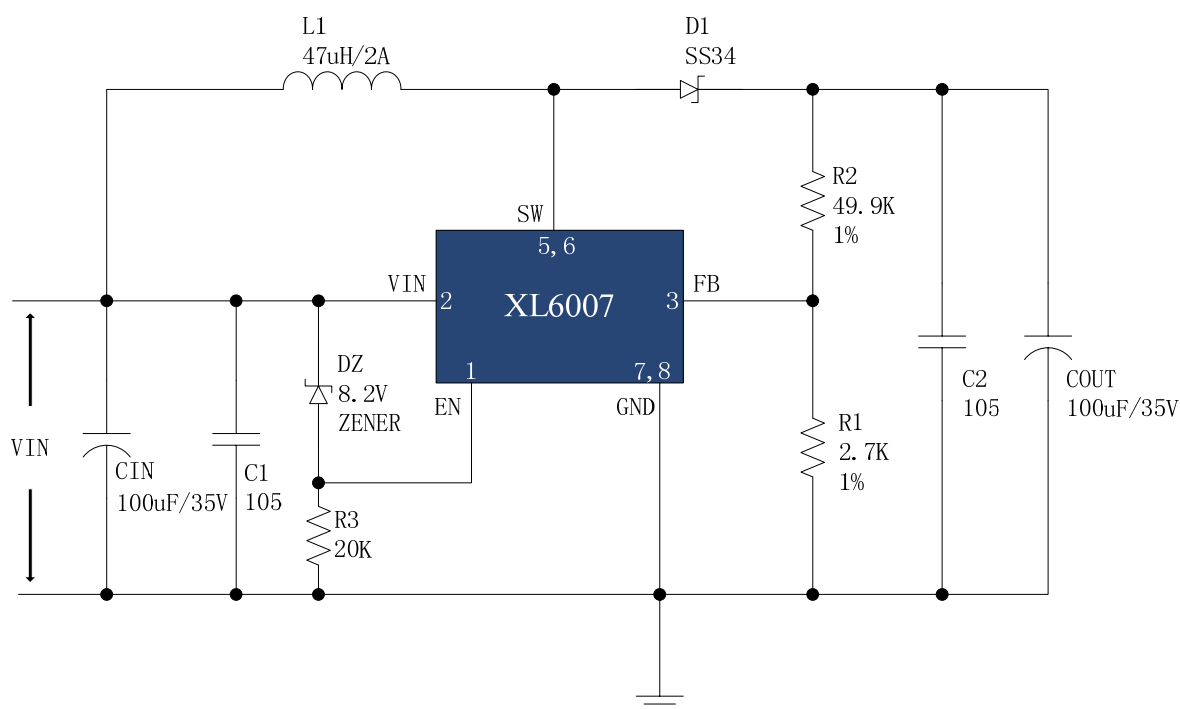 L1
47uH/2A
D1
SS34
R2
49.9K
1%
SW
5,6
VIN
2
XL6007
3
FB
1
7,8
EN
GND
DZ
8.2V
ZENER
VIN
CIN
100uF/35V
C1
105
R3
20K
R1
2.7K
1%
C2
105
COUT
100uF/35V